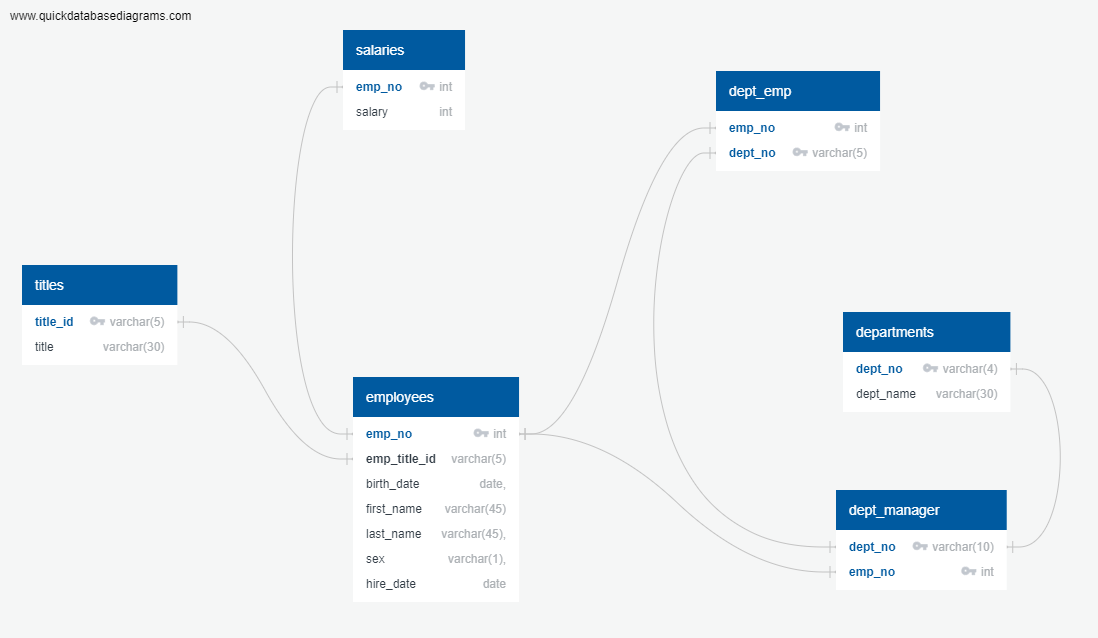 www.quickdatabasediagrams.com
salaries
emp_no int
salary int
dept_emp
emp_no int
dept_no varchar(5)
titles
title_id varchar(5)
title varchar(30)
departments
dept_no varchar(4)
dept_name varchar(30)
employees
emp_no int
emp_title_id varchar(5)
birth_date date,
first_name varchar(45)
last_name varchar(45),
sex varchar(1),
hire_date date
dept_manager
dept_no varchar(10)
emp_no int